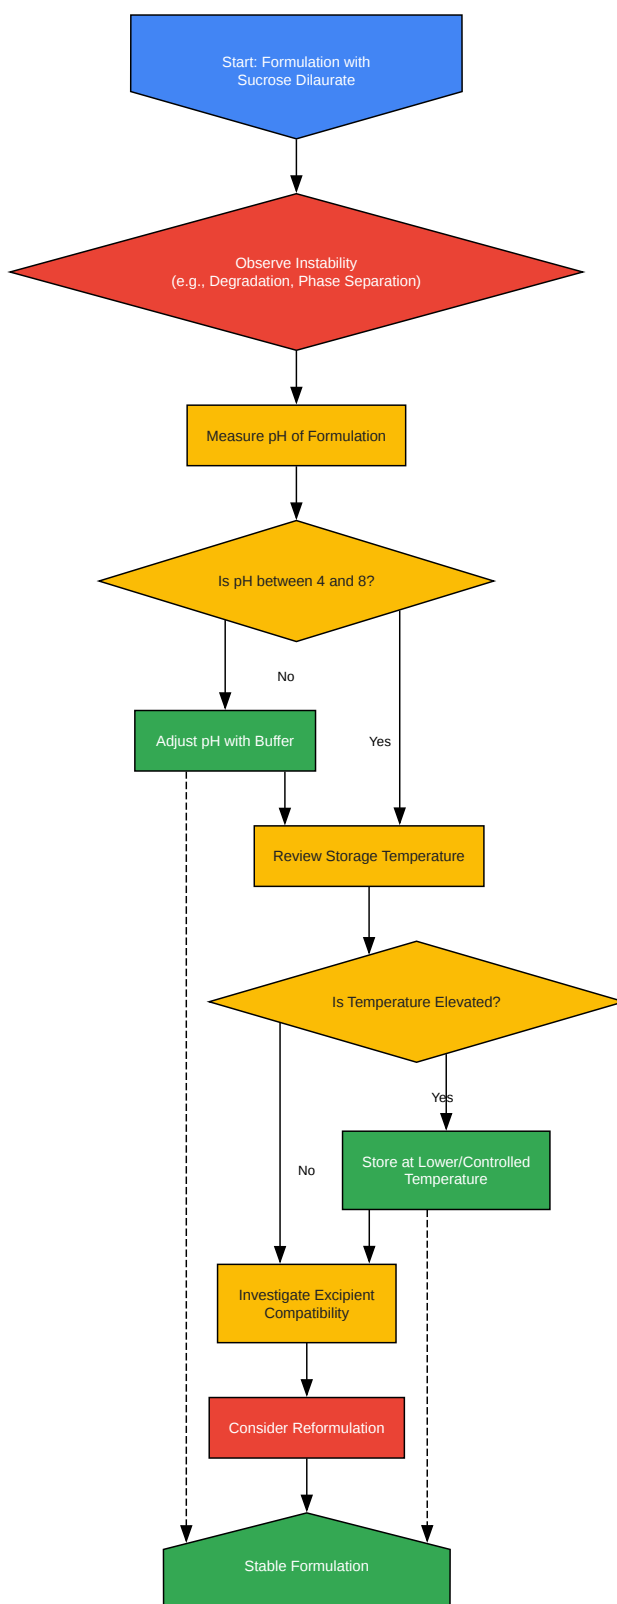 Start: Formulation with
Sucrose Dilaurate
Observe Instability
(e.g., Degradation, Phase Separation)
Measure pH of Formulation
Is pH between 4 and 8?
No
Adjust pH with Buffer
Yes
Review Storage Temperature
Is Temperature Elevated?
Yes
Store at Lower/Controlled
Temperature
No
Investigate Excipient
Compatibility
Consider Reformulation
Stable Formulation